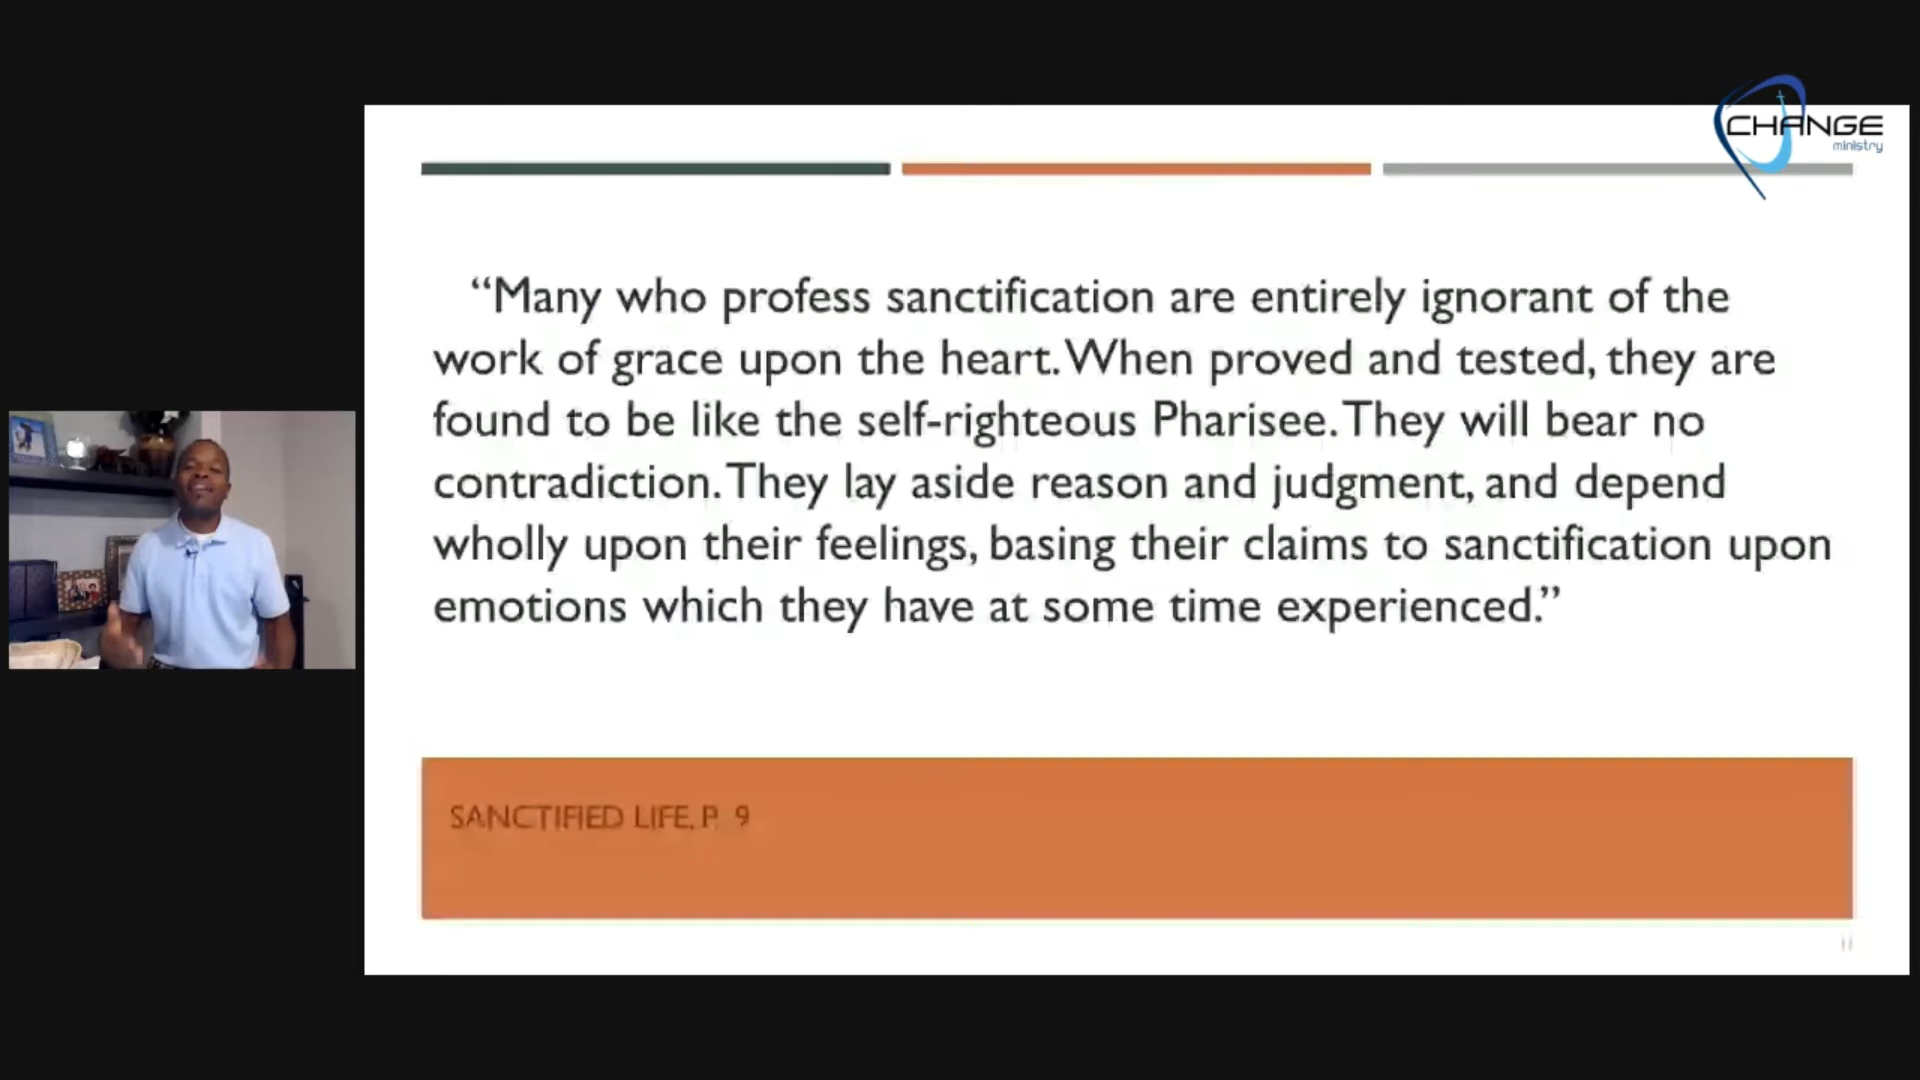 CHANGE
ministry
“Many who profess sanctification are entirely ignorant of the
work of grace upon the heart. When proved and tested, they are
found to be like the self-righteous Pharisee. They will bear no
contradiction. They lay aside reason and judgment, and depend
wholly upon their feelings, basing their claims to sanctification upon
emotions which they have at some time experienced.”
SANCTIFIED LIFE, P. 9
11